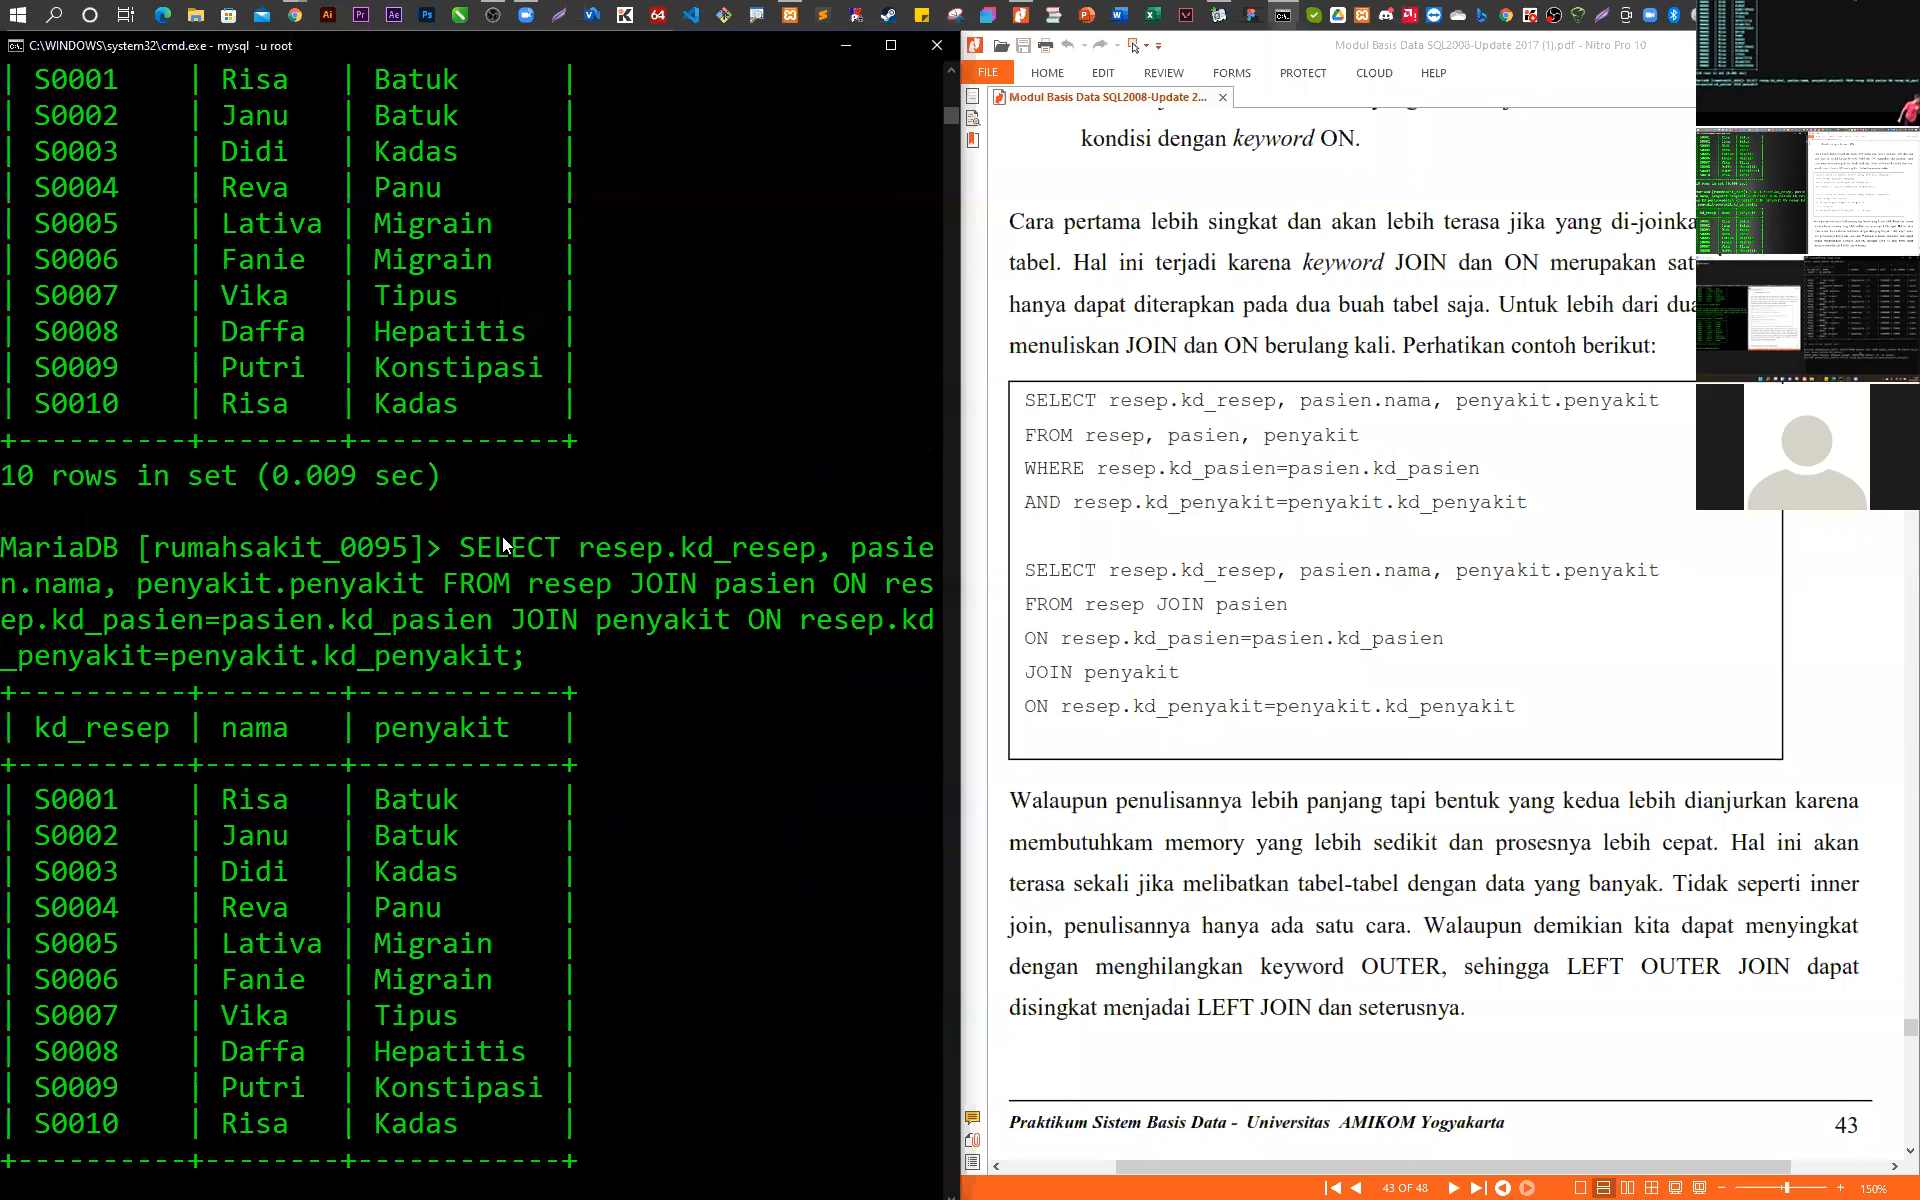 C:\WINDOWS\system32\cmd.exe - mysql -u root
| S0001 | Risa | Batuk |
| S0002 | Janu | Batuk |
| S0003 | Didi | Kadas |
| S0004 | Reva | Panu |
| S0005 | Lativa | Migrain |
| S0006 | Fanie | Migrain |
| S0007 | Vika | Tipus |
| S0008 | Daffa | Hepatitis |
| S0009 | Putri | Konstipasi |
| S0010 | Risa | Kadas |
+----------+--------+------------+
10 rows in set (0.009 sec)
MariaDB [rumahsakit_0095]> SELECT resep.kd_resep, pasie
n.nama, penyakit.penyakit FROM resep JOIN pasien ON res
ep.kd_pasien=pasien.kd_pasien JOIN penyakit ON resep.kd
_penyakit=penyakit.kd_penyakit;
+----------+--------+------------+
| kd_resep | nama | penyakit |
+----------+--------+------------+
| S0001 | Risa | Batuk |
| S0002 | Janu | Batuk |
| S0003 | Didi | Kadas |
| S0004 | Reva | Panu |
| S0005 | Lativa | Migrain |
| S0006 | Fanie | Migrain |
| S0007 | Vika | Tipus |
| S0008 | Daffa | Hepatitis |
| S0009 | Putri | Konstipasi |
| S0010 | Risa | Kadas |
+----------+--------+------------+
Modul Basis Data SQL2008-Update 2017 (1).pdf - Nitro Pro 10
FILE HOME EDIT REVIEW FORMS PROTECT CLOUD HELP
Modul Basis Data SQL2008-Update 2...
kondisi dengan keyword ON.
Cara pertama lebih singkat dan akan lebih terasa jika yang di-joinka
tabel. Hal ini terjadi karena keyword JOIN dan ON merupakan sat
hanya dapat diterapkan pada dua buah tabel saja. Untuk lebih dari dua
menuliskan JOIN dan ON berulang kali. Perhatikan contoh berikut:
SELECT resep.kd_resep, pasien.nama, penyakit.penyakit
FROM resep, pasien, penyakit
WHERE resep.kd_pasien=pasien.kd_pasien
AND resep.kd_penyakit=penyakit.kd_penyakit
SELECT resep.kd_resep, pasien.nama, penyakit.penyakit
FROM resep JOIN pasien
ON resep.kd_pasien=pasien.kd_pasien
JOIN penyakit
ON resep.kd_penyakit=penyakit.kd_penyakit
Walaupun penulisannya lebih panjang tapi bentuk yang kedua lebih dianjurkan karena
membutuhkam memory yang lebih sedikit dan prosesnya lebih cepat. Hal ini akan
terasa sekali jika melibatkan tabel-tabel dengan data yang banyak. Tidak seperti inner
join, penulisannya hanya ada satu cara. Walaupun demikian kita dapat menyingkat
dengan menghilangkan keyword OUTER, sehingga LEFT OUTER JOIN dapat
disingkat menjadai LEFT JOIN dan seterusnya.
Praktikum Sistem Basis Data - Universitas AMIKOM Yogyakarta 43
43 OF 48
150%